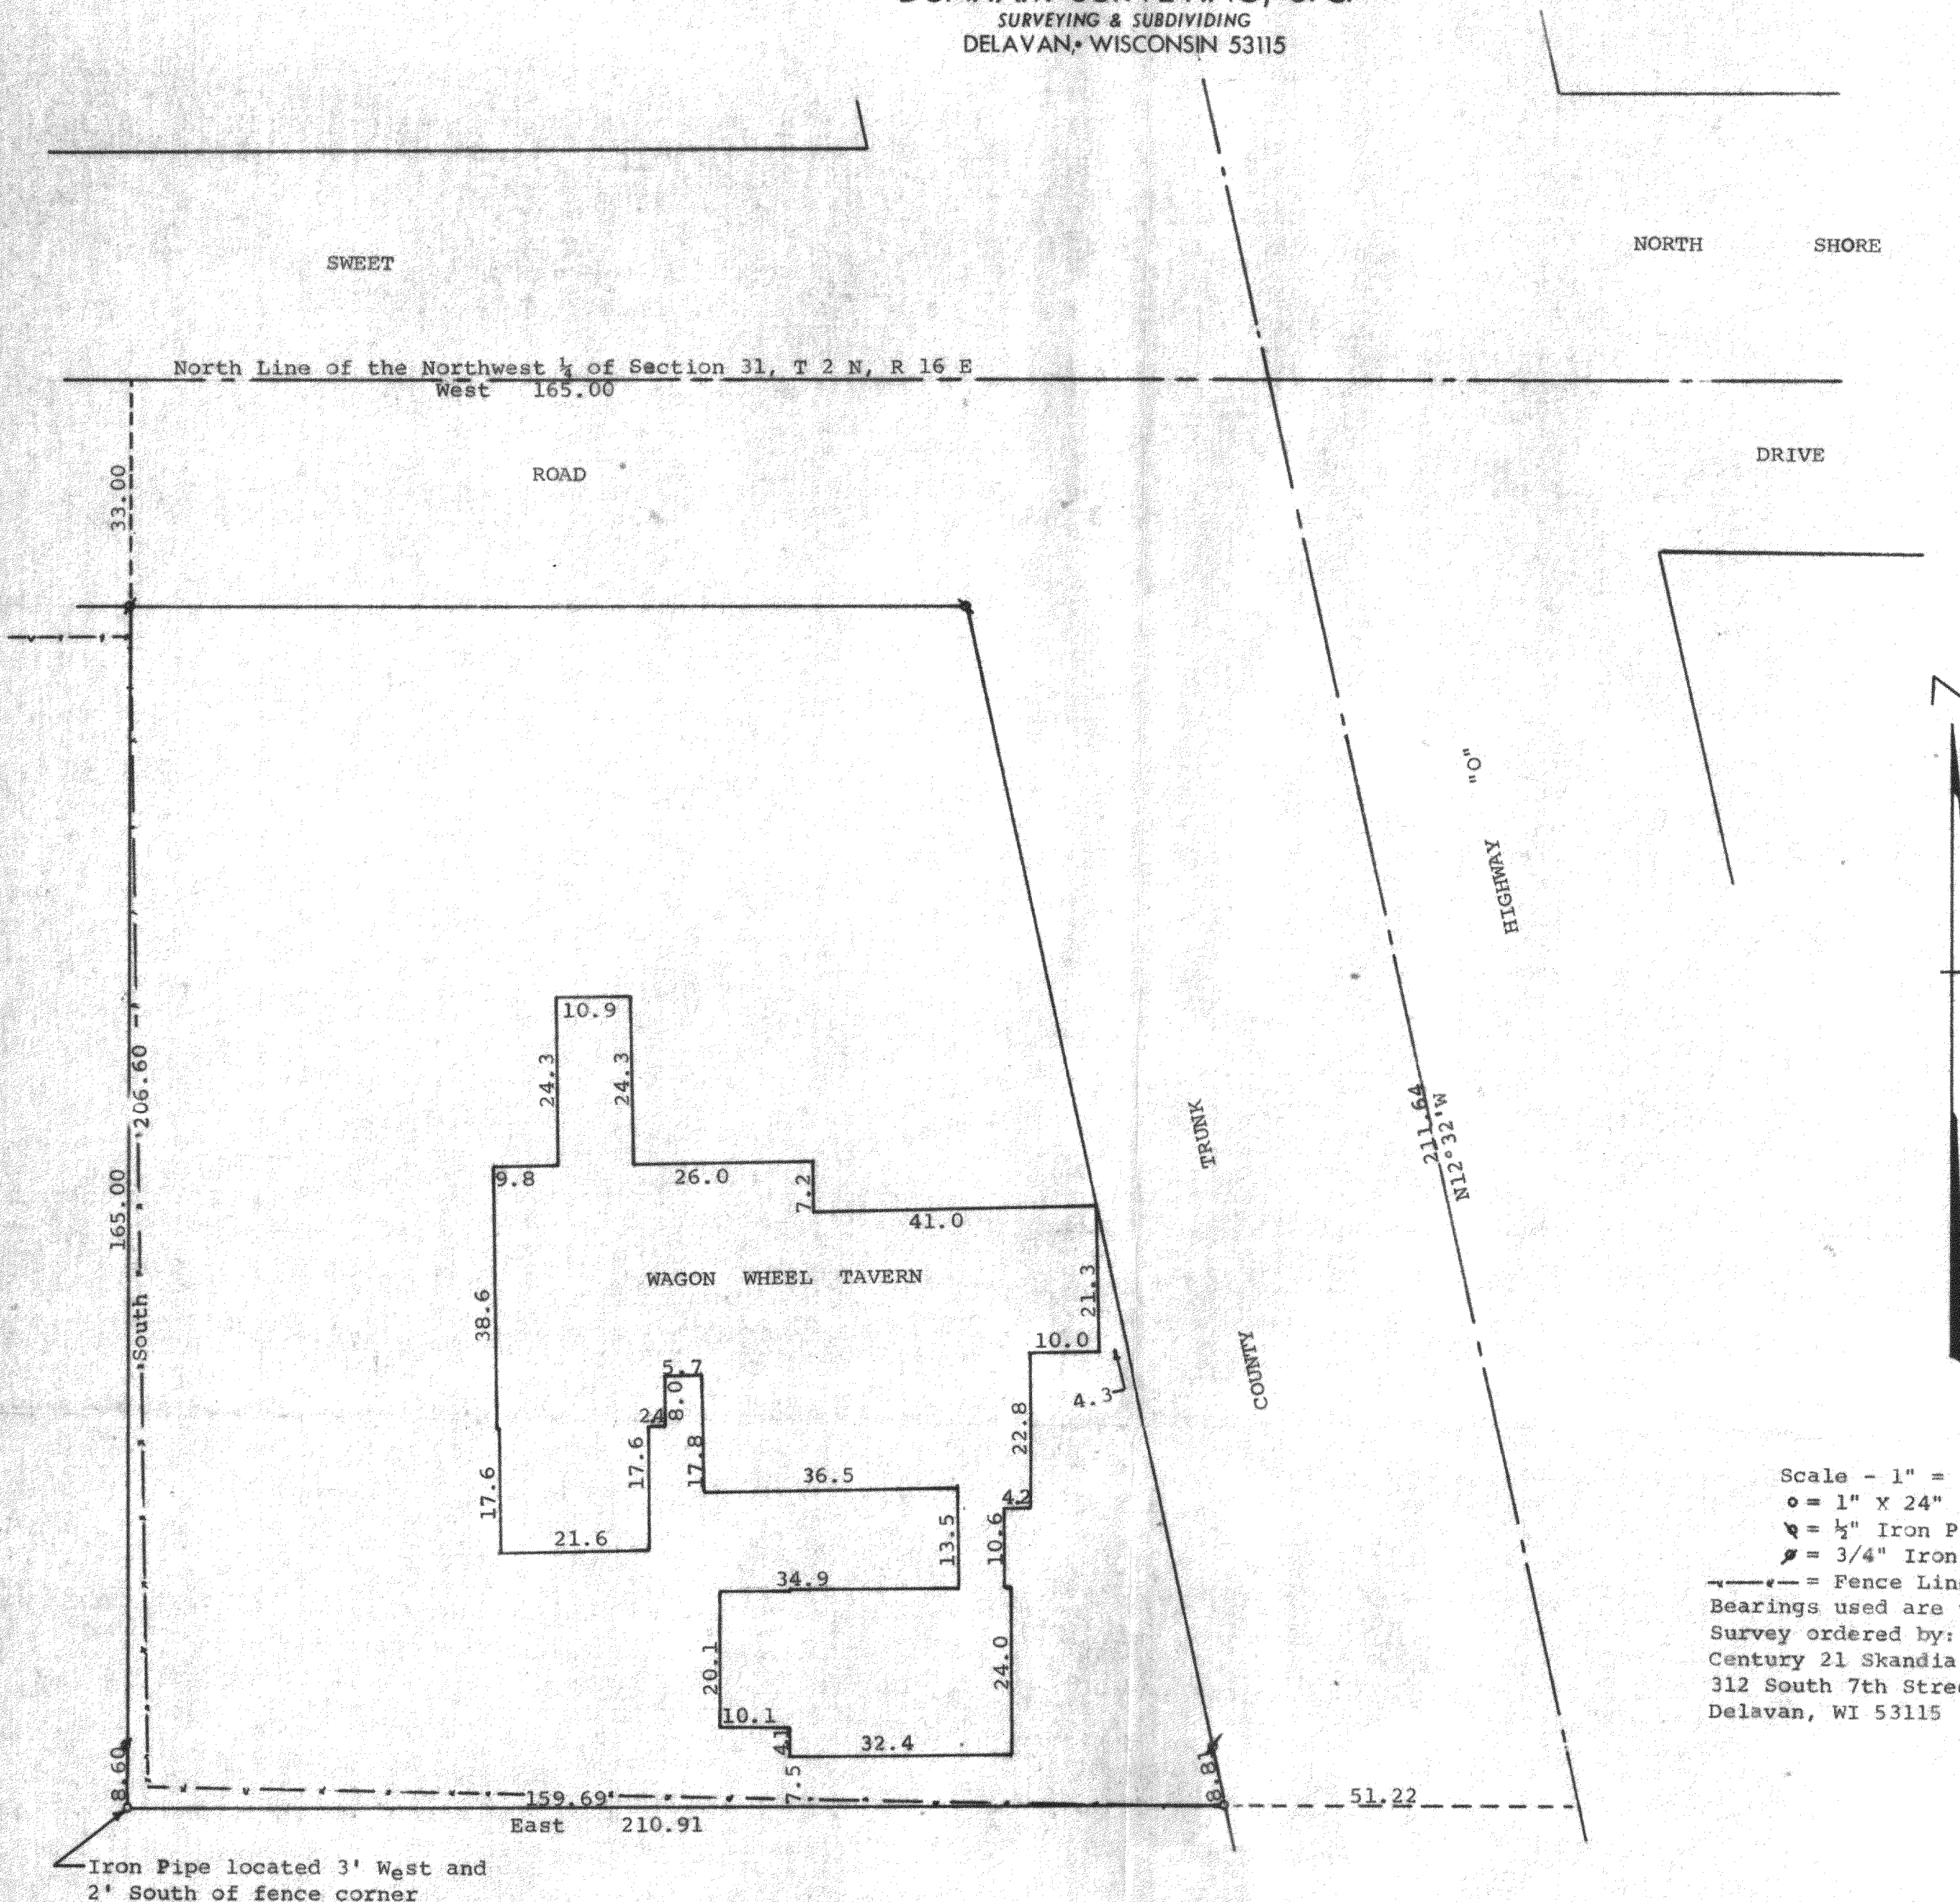 SURVEYING & SUBDIVIDING
DELAVAN, WISCONSIN 53115
SWEET
NORTH SHORE
North Line of the Northwest ¼ of Section 31, T 2 N, R 16 E
West 165.00
33.00
ROAD
DRIVE
"O"
HIGHWAY
TRUNK
COUNTY
211.64
N12°32'W
10.9
24.3
24.3
206.60
South
165.00
9.8
26.0
7.2
41.0
WAGON WHEEL TAVERN
38.6
21.3
10.0
5.7
8.0
4.3
24
22.8
17.6
17.8
17.6
36.5
42
13.5
10.6
21.6
34.9
20.1
24.0
10.1
41
32.4
7.5
8.60
8.81
159.69'
51.22
East 210.91
Iron Pipe located 3' West and
2' South of fence corner
Scale - 1" =
= 1" X 24"
= ½" Iron P
= 3/4" Iron
= Fence Lin
Bearings used are
Survey ordered by:
Century 21 Skandia
312 South 7th Stree
Delavan, WI 53115